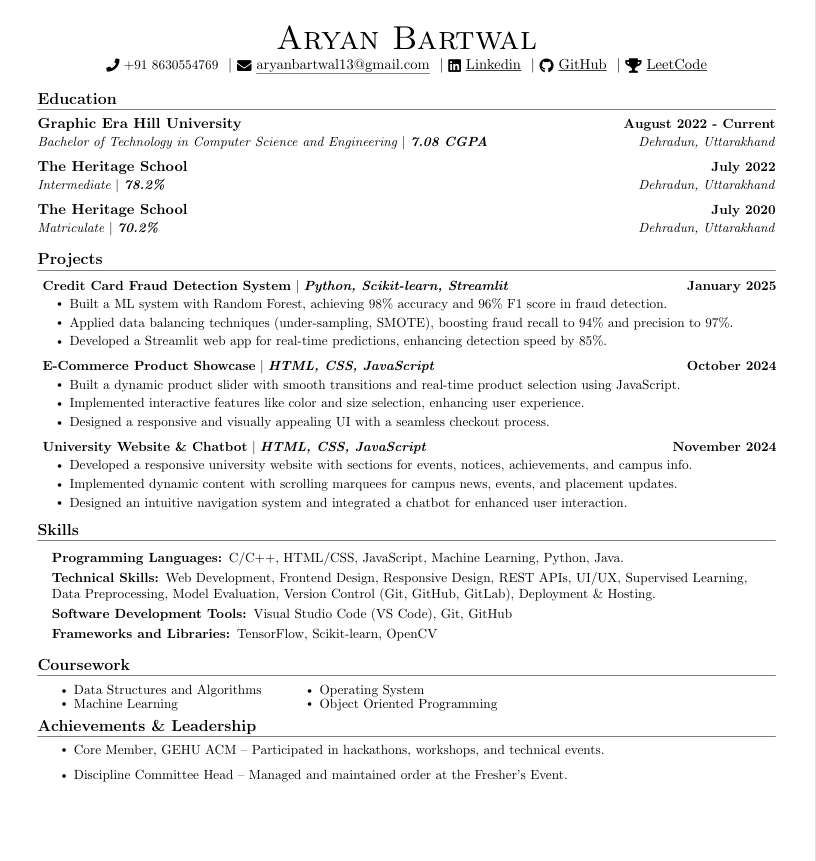 Aryan Bartwal
+91 8630554769 | aryanbartwal13@gmail.com | Linkedin | GitHub | LeetCode
Education
Graphic Era Hill University August 2022 - Current
Bachelor of Technology in Computer Science and Engineering | 7.08 CGPA Dehradun, Uttarakhand
The Heritage School July 2022
Intermediate | 78.2% Dehradun, Uttarakhand
The Heritage School July 2020
Matriculate | 70.2% Dehradun, Uttarakhand
Projects
Credit Card Fraud Detection System | Python, Scikit-learn, Streamlit January 2025
• Built a ML system with Random Forest, achieving 98% accuracy and 96% F1 score in fraud detection.
• Applied data balancing techniques (under-sampling, SMOTE), boosting fraud recall to 94% and precision to 97%.
• Developed a Streamlit web app for real-time predictions, enhancing detection speed by 85%.
E-Commerce Product Showcase | HTML, CSS, JavaScript October 2024
• Built a dynamic product slider with smooth transitions and real-time product selection using JavaScript.
• Implemented interactive features like color and size selection, enhancing user experience.
• Designed a responsive and visually appealing UI with a seamless checkout process.
University Website & Chatbot | HTML, CSS, JavaScript November 2024
• Developed a responsive university website with sections for events, notices, achievements, and campus info.
• Implemented dynamic content with scrolling marquees for campus news, events, and placement updates.
• Designed an intuitive navigation system and integrated a chatbot for enhanced user interaction.
Skills
Programming Languages: C/C++, HTML/CSS, JavaScript, Machine Learning, Python, Java.
Technical Skills: Web Development, Frontend Design, Responsive Design, REST APIs, UI/UX, Supervised Learning,
Data Preprocessing, Model Evaluation, Version Control (Git, GitHub, GitLab), Deployment & Hosting.
Software Development Tools: Visual Studio Code (VS Code), Git, GitHub
Frameworks and Libraries: TensorFlow, Scikit-learn, OpenCV
Coursework
• Data Structures and Algorithms • Operating System
• Machine Learning • Object Oriented Programming
Achievements & Leadership
• Core Member, GEHU ACM – Participated in hackathons, workshops, and technical events.
• Discipline Committee Head – Managed and maintained order at the Fresher's Event.